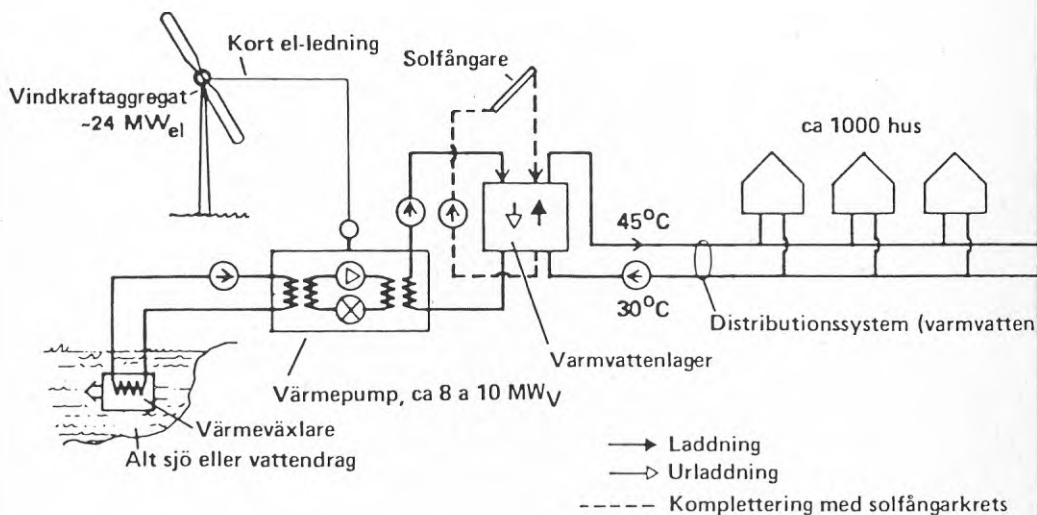 Kort el-ledning
Solfångare
Vindkraftaggregat
~24 MWel
ca 1000 hus
45°C
30°C
Distributionssystem (varmvatten
Varmvattenlager
Värmepump, ca 8 a 10 MWV
Värmeväxlare
Alt sjö eller vattendrag
Laddning
Urladdning
Komplettering med solfångarkrets